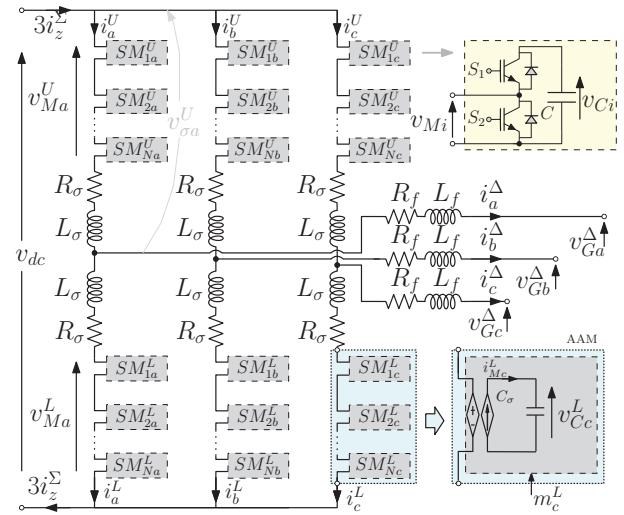 3i_z^Σ i_a^U i_b^U i_c^U
SM_{1a}^U SM_{1b}^U SM_{1c}^U
SM_{2a}^U SM_{2b}^U SM_{2c}^U
SM_{Na}^U SM_{Nb}^U SM_{Nc}^U
v_{Ma}^U v_{σa}^U
S_1
S_2
C
v_{Mi} v_{Ci}
R_σ R_σ R_σ
L_σ L_σ L_σ
v_{dc}
R_f L_f i_a^Δ
R_f L_f i_b^Δ
R_f L_f i_c^Δ
v_{Ga}^Δ
v_{Gb}^Δ
v_{Gc}^Δ
L_σ L_σ L_σ
R_σ R_σ R_σ
AAM
v_{Ma}^L
SM_{1a}^L SM_{1b}^L SM_{1c}^L
SM_{2a}^L SM_{2b}^L SM_{2c}^L
SM_{Na}^L SM_{Nb}^L SM_{Nc}^L
i_{Mc}^L
C_σ
v_{Cc}^L
+
-
3i_z^Σ i_a^L i_b^L i_c^L
m_c^L